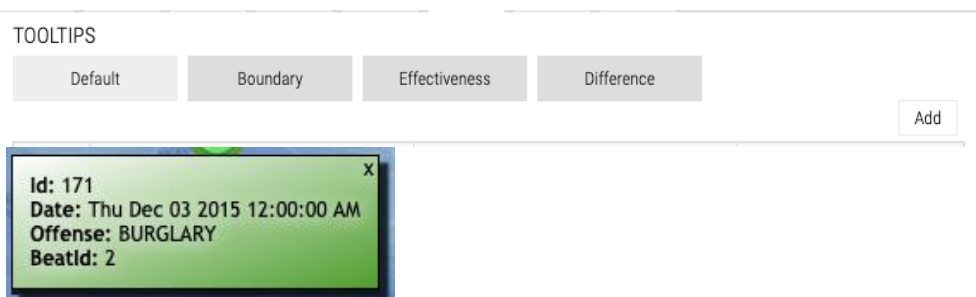 TOOLTIPS
Default Boundary Effectiveness Difference
Add
x
Id: 171
Date: Thu Dec 03 2015 12:00:00 AM
Offense: BURGLARY
BeatId: 2